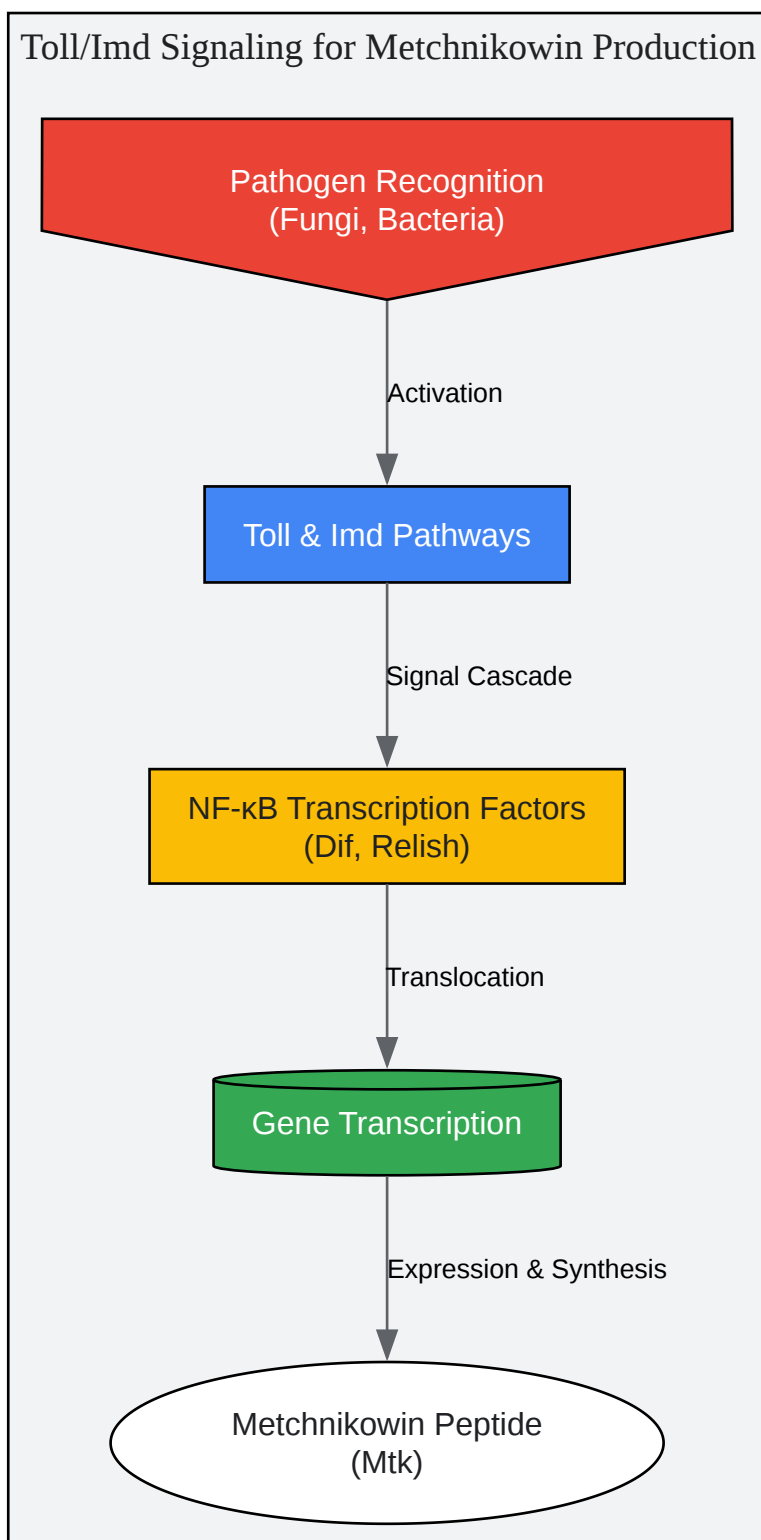 Toll/Imd Signaling for Metchnikowin Production
Pathogen Recognition
(Fungi, Bacteria)
Activation
Toll & Imd Pathways
Signal Cascade
NF-κB Transcription Factors
(Dif, Relish)
Translocation
Gene Transcription
Expression & Synthesis
Metchnikowin Peptide
(Mtk)